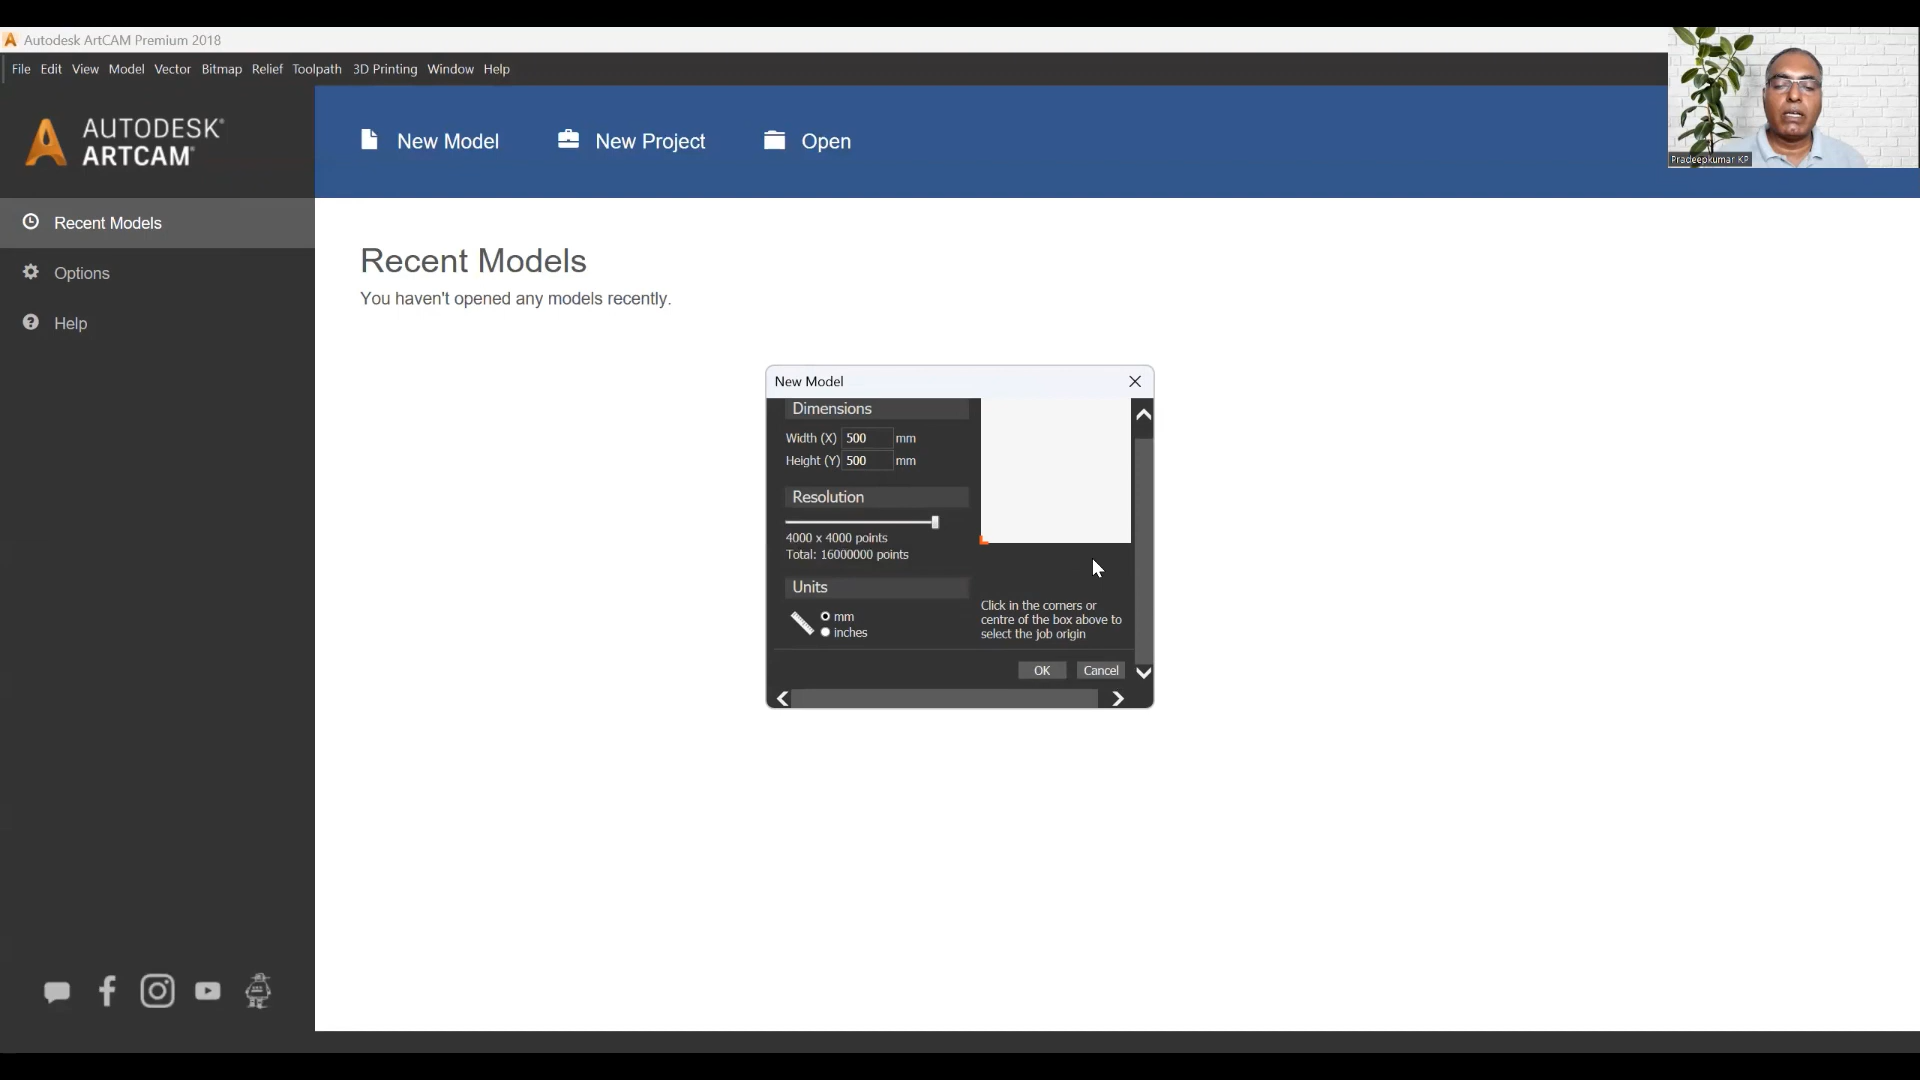 Autodesk ArtCAM Premium 2018
File Edit View Model Vector Bitmap Relief Toolpath 3D Printing Window Help
AUTODESK®
ARTCAM®
New Model New Project Open
Pradeepkumar KP
Recent Models
Options
Help
Recent Models
You haven't opened any models recently.
New Model
Dimensions
Width (X) 500 mm
Height (Y) 500 mm
Resolution
4000 x 4000 points
Total: 16000000 points
Units
mm
inches
Click in the corners or
centre of the box above to
select the job origin
OK Cancel